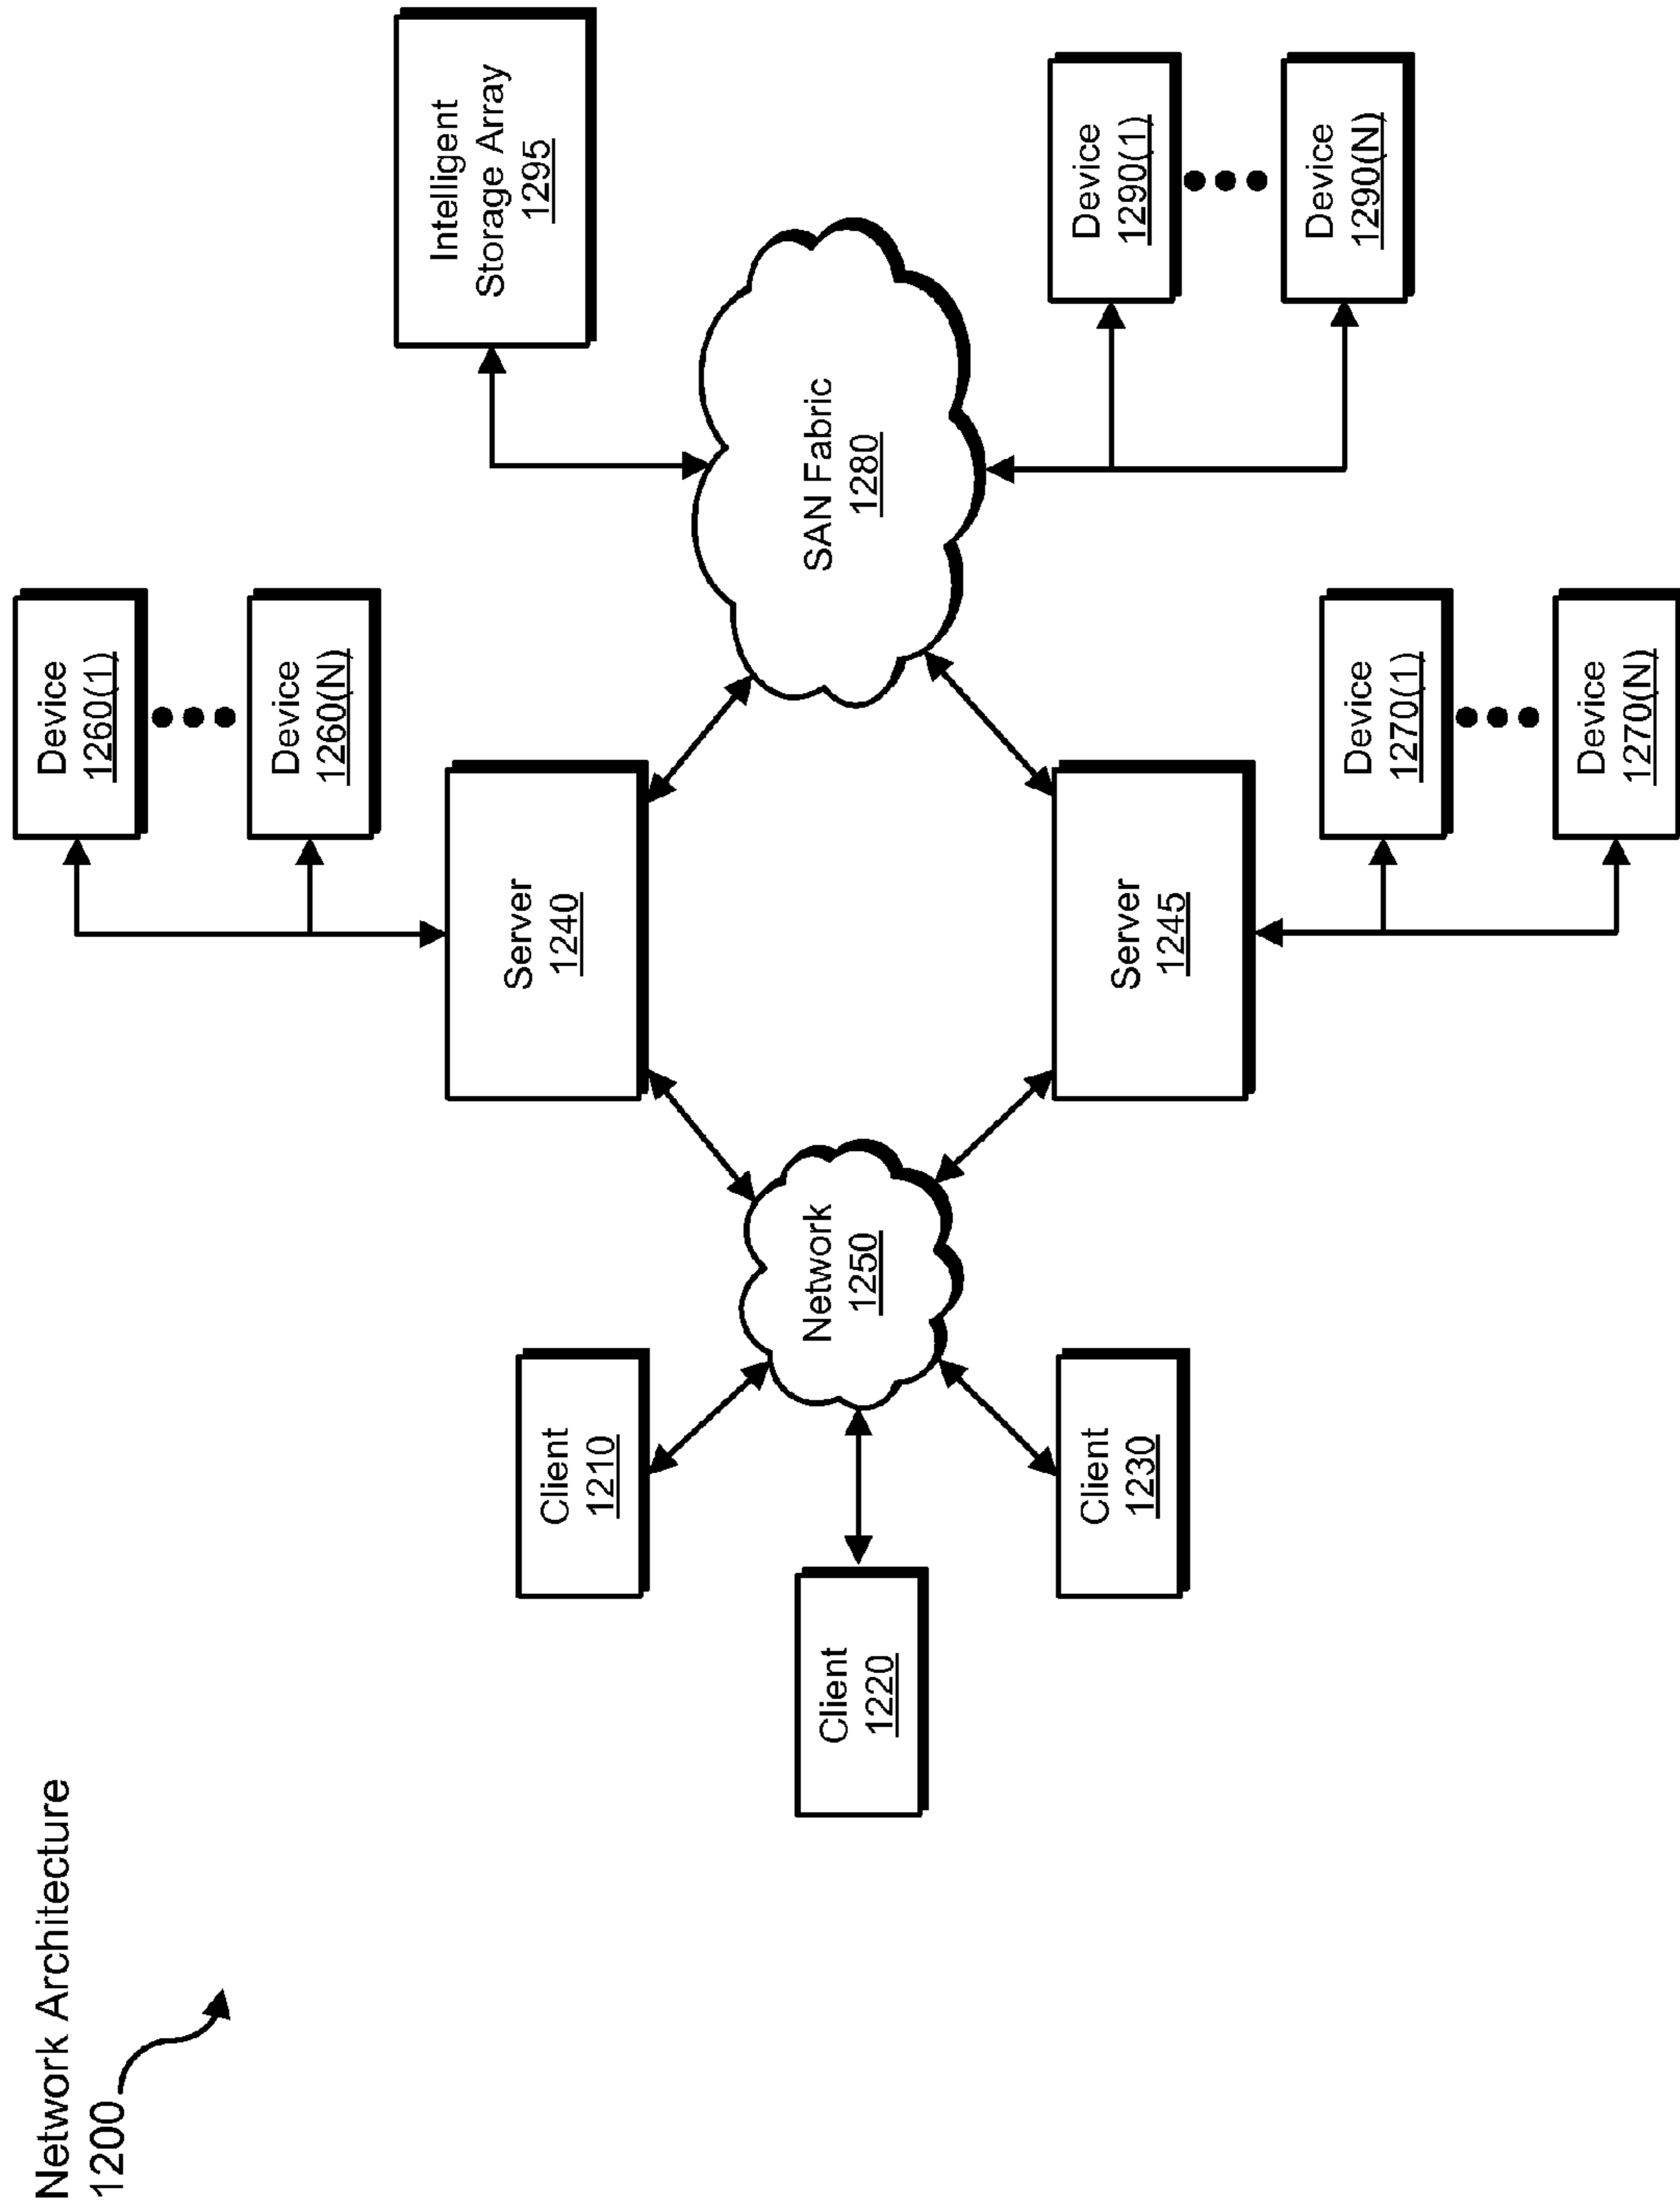 Network Architecture
1200
Device
1260(1)
Device
1260(N)
Intelligent
Storage Array
1295
Server
1240
Client
1210
Client
1220
Network
1250
SAN Fabric
1280
Client
1230
Server
1245
Device
1290(1)
Device
1290(N)
Device
1270(1)
Device
1270(N)